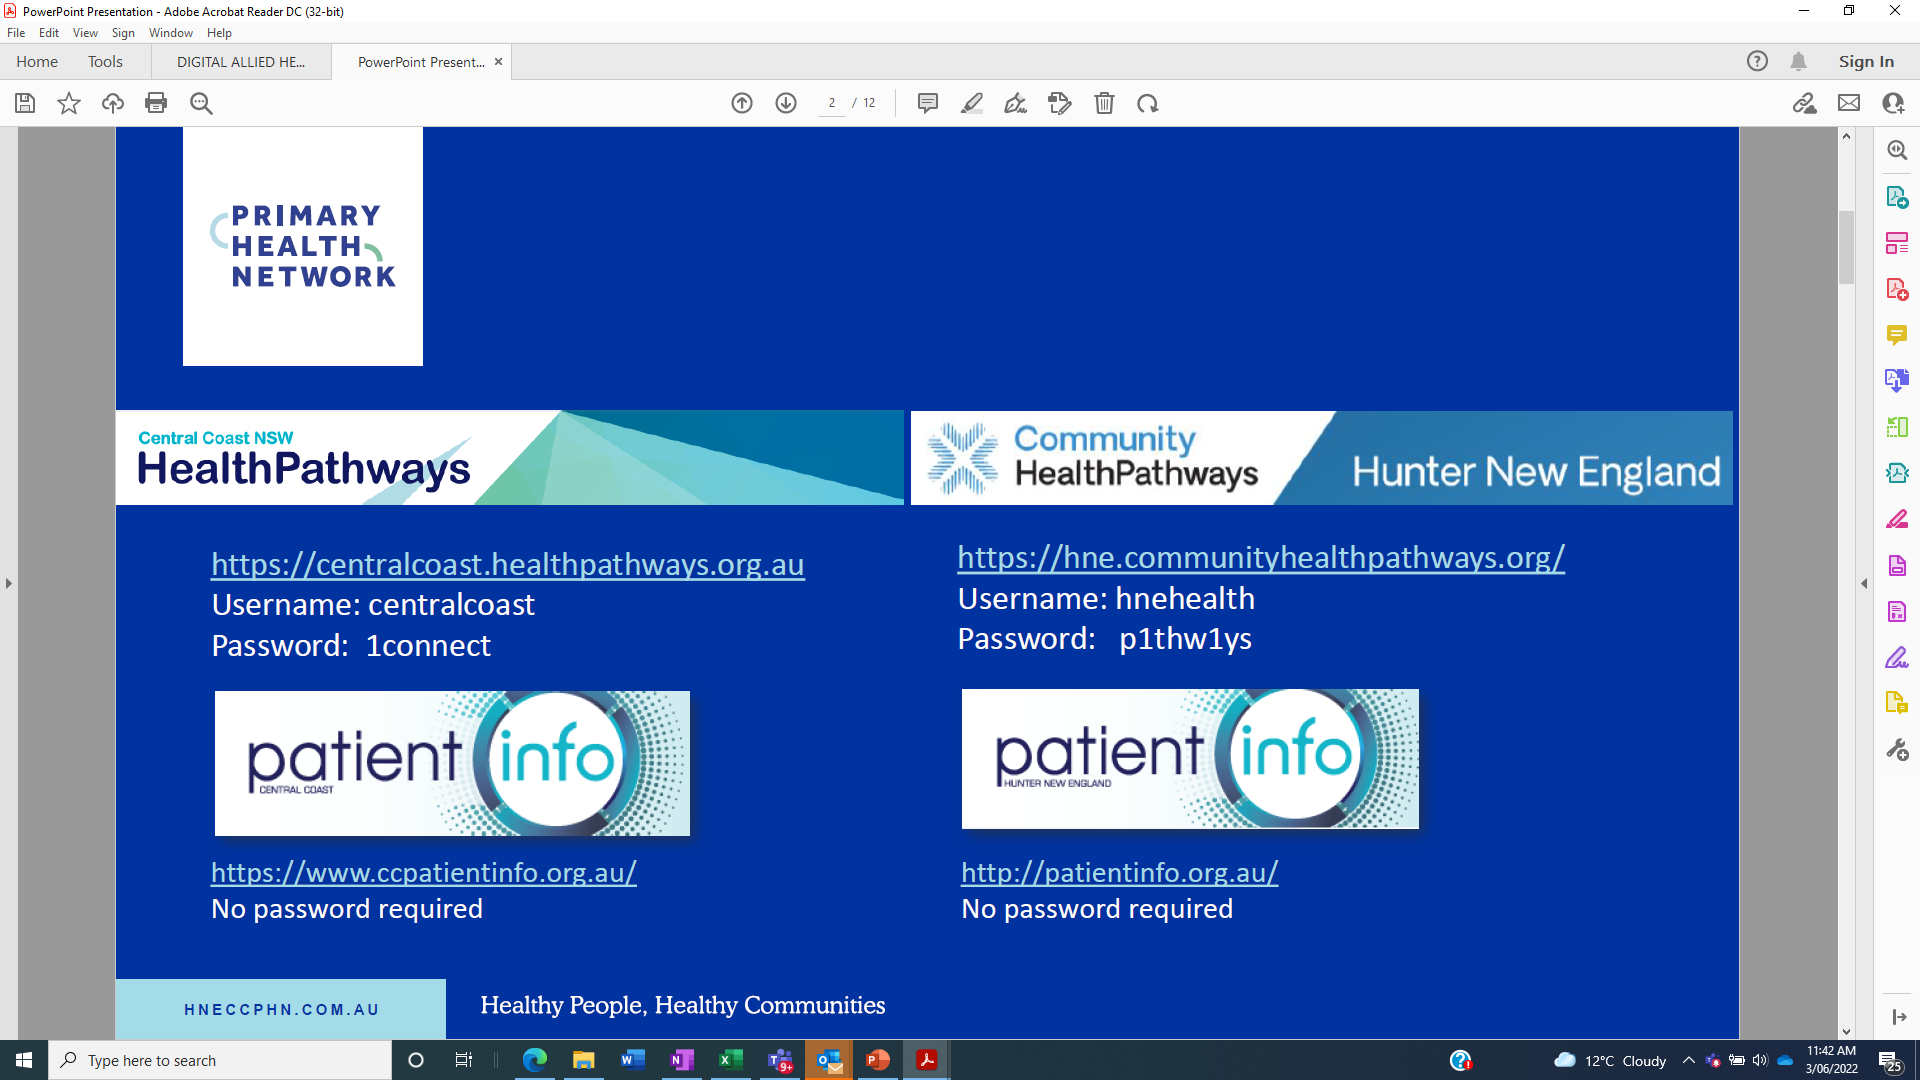 PowerPoint Presentation - Adobe Acrobat Reader DC (32-bit)
File Edit View Sign Window Help
Home Tools DIGITAL ALLIED HE... PowerPoint Present... Sign In
2 / 12
PRIMARY
HEALTH
NETWORK
Central Coast NSW
HealthPathways
Community
HealthPathways
Hunter New England
https://centralcoast.healthpathways.org.au
Username: centralcoast
Password: 1connect
https://hne.communityhealthpathways.org/
Username: hnehealth
Password: p1thw1ys
patient info
CENTRAL COAST
patient info
HUNTER NEW ENGLAND
https://www.ccpatientinfo.org.au/
No password required
http://patientinfo.org.au/
No password required
HNECCPHN.COM.AU
Healthy People, Healthy Communities
Type here to search
9+
12°C Cloudy
11:42 AM
3/06/2022
25